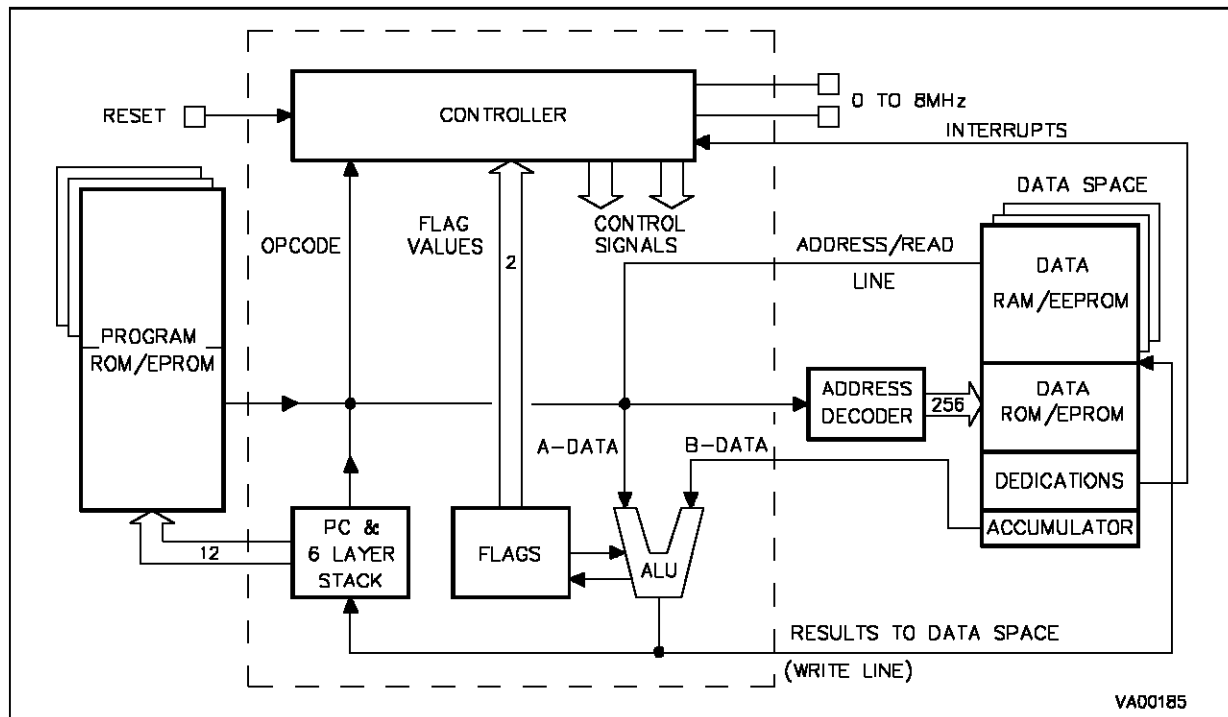 RESET
CONTROLLER
0 TO 8MHz
INTERRUPTS
PROGRAM
ROM/EPROM
OPCODE
FLAG
VALUES
2
CONTROL
SIGNALS
ADDRESS/READ
LINE
DATA SPACE
DATA
RAM/EEPROM
ADDRESS
DECODER
256
DATA
ROM/EPROM
A-DATA
B-DATA
DEDICATIONS
ACCUMULATOR
12
PC &
6 LAYER
STACK
FLAGS
ALU
RESULTS TO DATA SPACE
(WRITE LINE)
VA00185